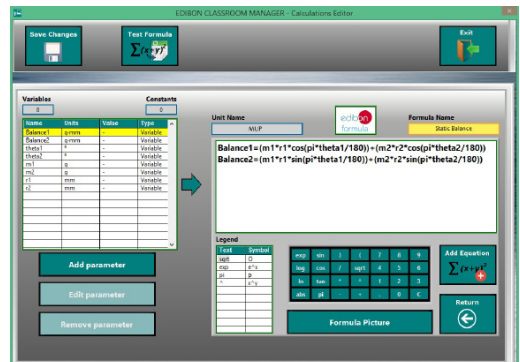 EDIBON CLASSROOM MANAGER - Calculations Editor
Save Changes
Test Formula
Σ(x+y)²
Exit
Variables
Constants
8
0
Name Units Value Type
Balance1 g·mm - Variable
Balance2 g·mm - Variable
theta1 ° - Variable
theta2 ° - Variable
m1 g - Variable
m2 g - Variable
r1 mm - Variable
r2 mm - Variable
Unit Name
MUP
edibon
formula
Formula Name
Static Balance
Balance1=(m1*r1*cos(pi*theta1/180))+(m2*r2*cos(pi*theta2/180))
Balance2=(m1*r1*sin(pi*theta1/180))+(m2*r2*sin(pi*theta2/180))
Legend
Text Symbol
sqrt
exp e^x
pi p
^ x^y
exp sin ) ( 7 8 9
log cos / sqrt 4 5 6
ln tan * ^ 1 2 3
abs pi - + . 0 C
Add Equation
Σ(x+y)²
Add parameter
Edit parameter
Remove parameter
Formula Picture
Return